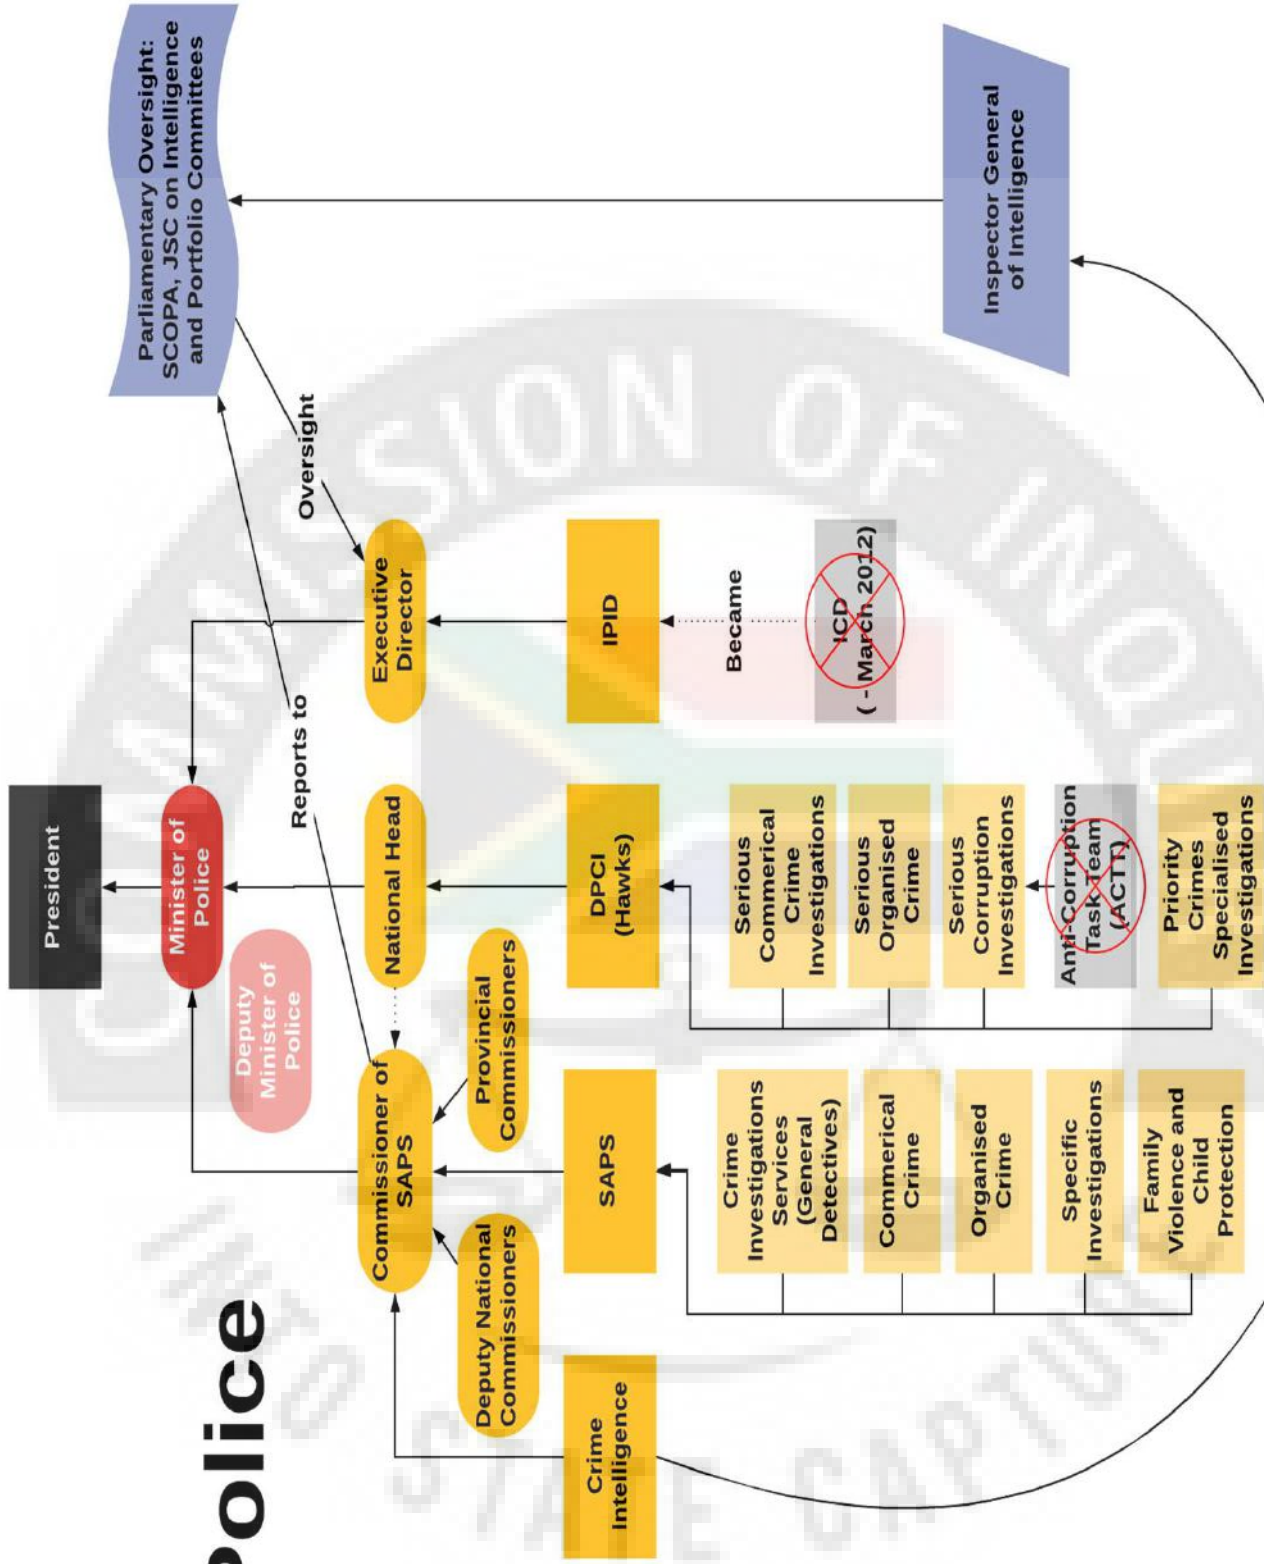 Police
President
Minister of
Police
Deputy
Minister of
Police
Parliamentary Oversight:
SCOPA, JSC on Intelligence
and Portfolio Committees
Reports to
Oversight
Commissioner of
SAPS
National Head
Executive
Director
Deputy National
Commissioners
Provincial
Commissioners
Crime
Intelligence
SAPS
DPCI
(Hawks)
IPID
Became
ICD
( - March 2012)
Inspector General
of Intelligence
Crime
Investigations
Services
(General
Detectives)
Commerical
Crime
Organised
Crime
Specific
Investigations
Family
Violence and
Child
Protection
Serious
Commerical
Crime
Investigations
Serious
Organised
Crime
Serious
Corruption
Investigations
Anti-Corruption
Task Team
(ACTT)
Priority
Crimes
Specialised
Investigations
COMMISSION OF INQU
INTO STATE CAPTURE